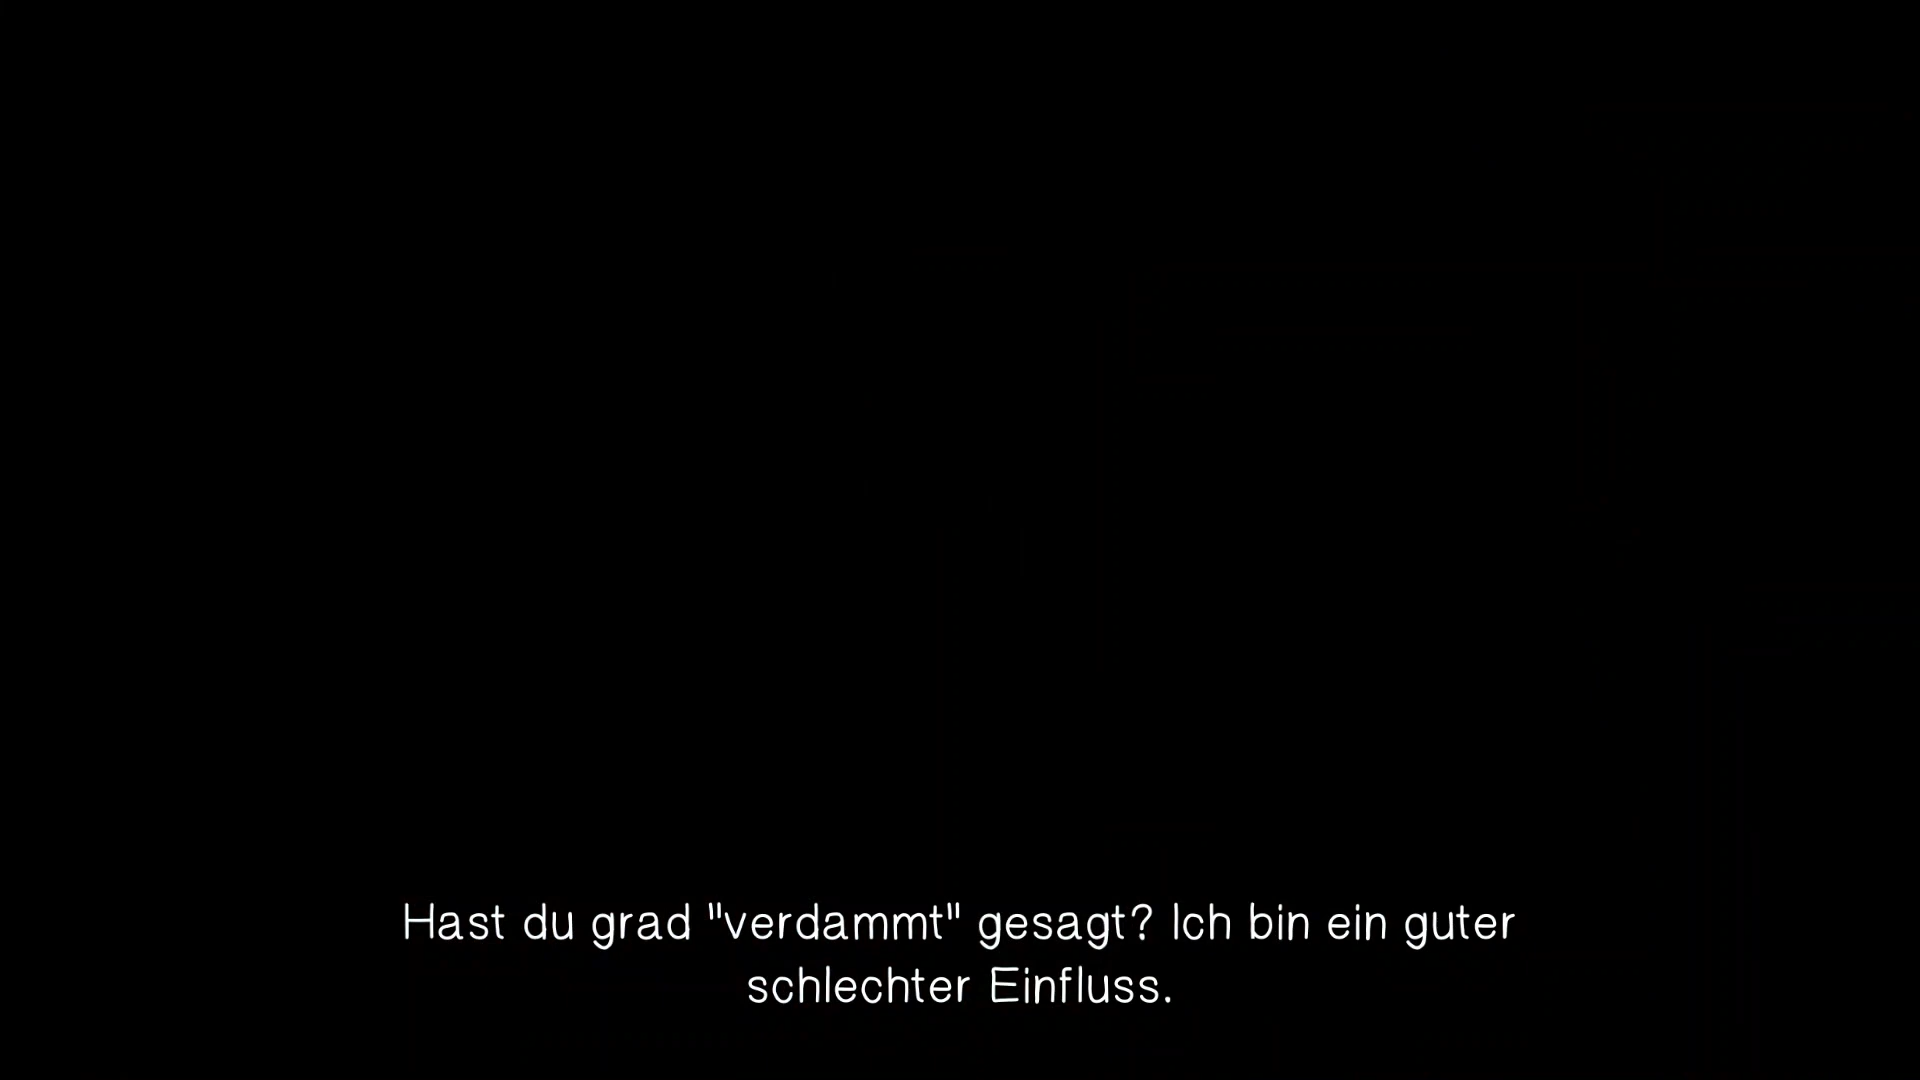 Hast du grad "verdammt" gesagt? Ich bin ein guter
schlechter Einfluss.